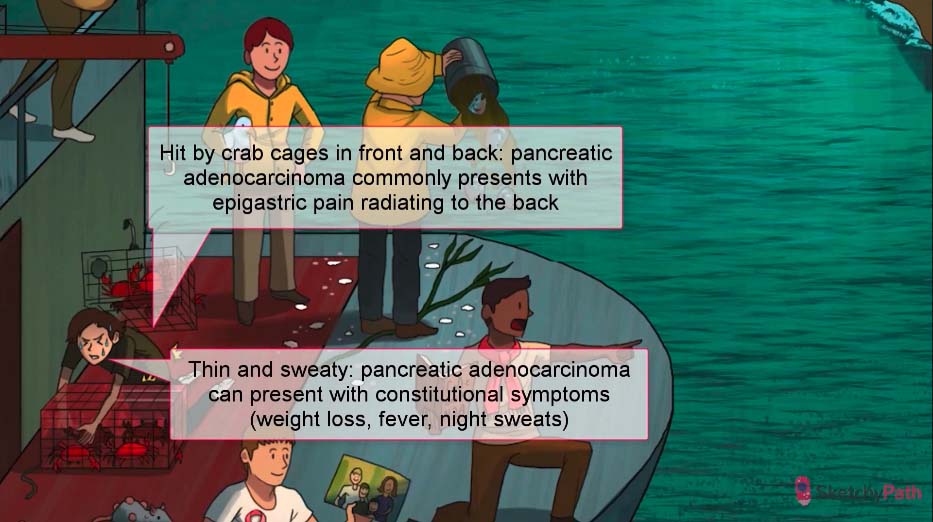 Hit by crab cages in front and back: pancreatic
adenocarcinoma commonly presents with
epigastric pain radiating to the back
Thin and sweaty: pancreatic adenocarcinoma
can present with constitutional symptoms
(weight loss, fever, night sweats)
SketchyPath